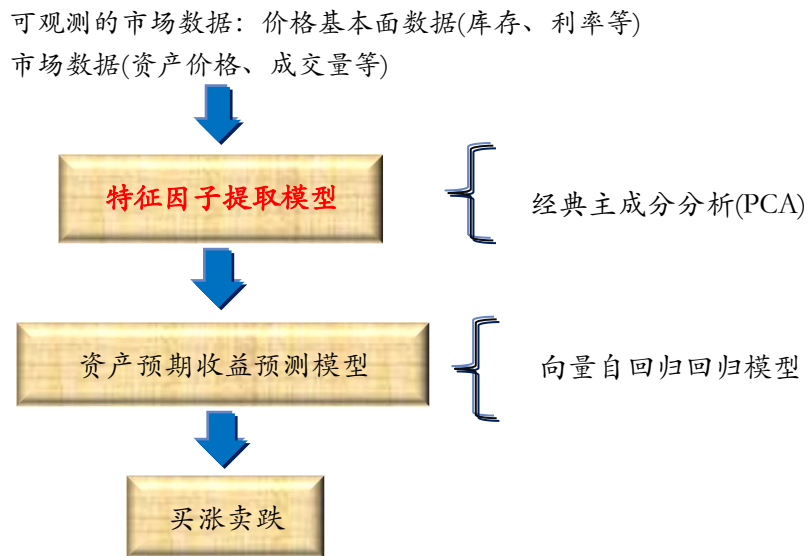 可观测的市场数据：价格基本面数据(库存、利率等)
市场数据(资产价格、成交量等)
特征因子提取模型
经典主成分分析(PCA)
资产预期收益预测模型
向量自回归回归模型
买涨卖跌